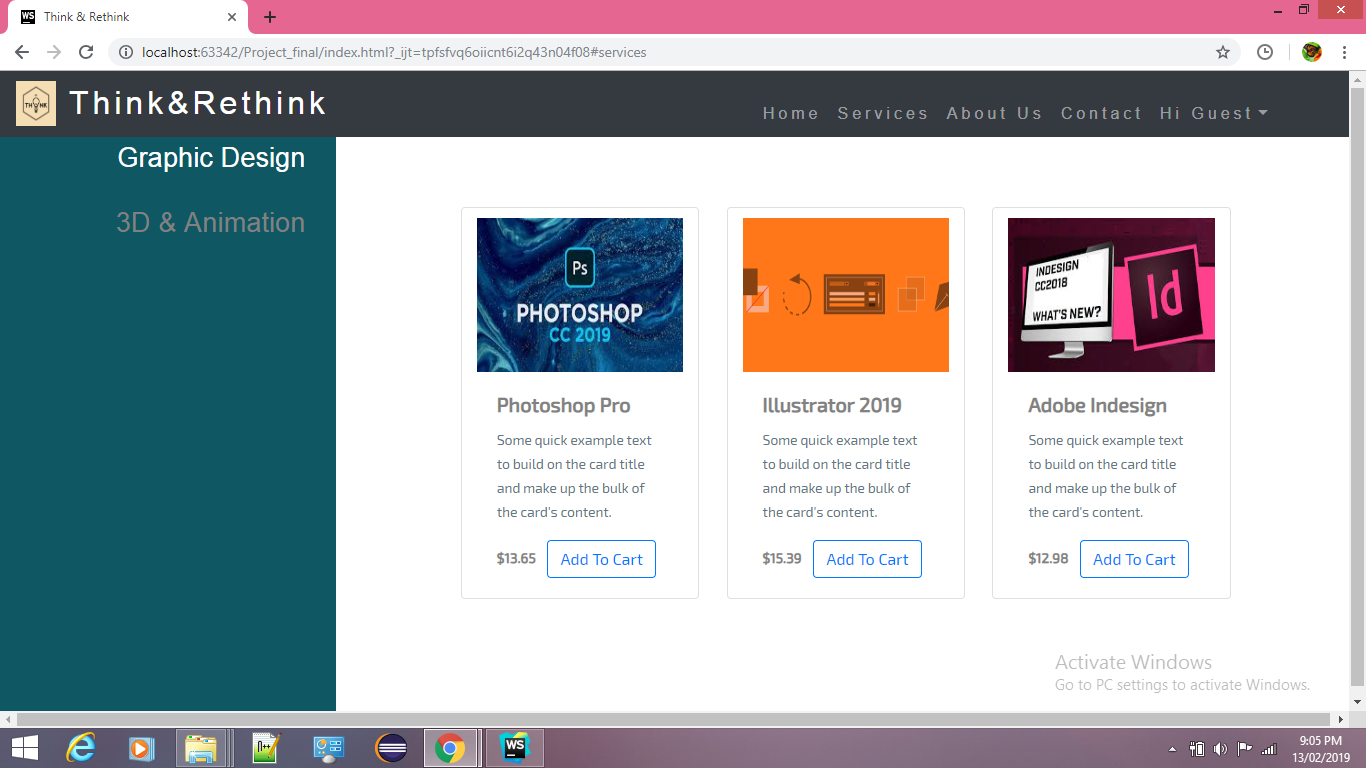 WS Think & Rethink
localhost:63342/Project_final/index.html?_ijt=tpfsfvq6oiicnt6i2q43n04f08#services
THINK
Think&Rethink
Home Services About Us Contact Hi Guest
Graphic Design
3D & Animation
Ps
PHOTOSHOP
CC 2019
INDESIGN
CC2018
WHAT'S NEW?
Id
Photoshop Pro
Some quick example text
to build on the card title
and make up the bulk of
the card's content.
$13.65 Add To Cart
Illustrator 2019
Some quick example text
to build on the card title
and make up the bulk of
the card's content.
$15.39 Add To Cart
Adobe Indesign
Some quick example text
to build on the card title
and make up the bulk of
the card's content.
$12.98 Add To Cart
Activate Windows
Go to PC settings to activate Windows.
WS
9:05 PM
13/02/2019